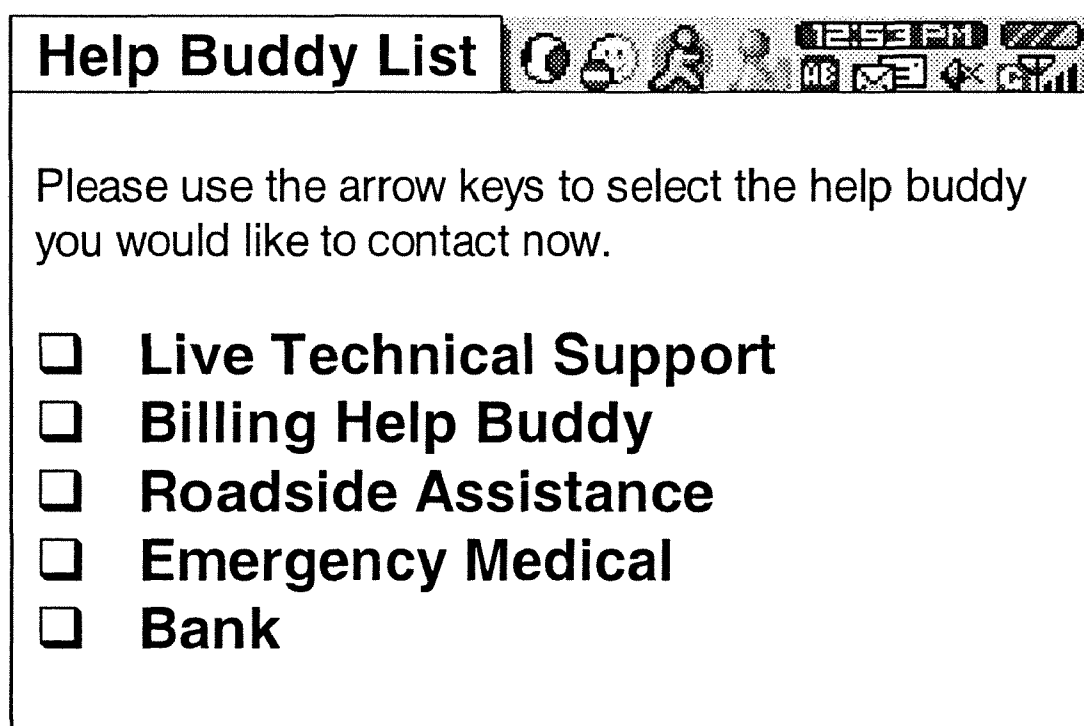 Help Buddy List
12:53 PM
Please use the arrow keys to select the help buddy
you would like to contact now.
Live Technical Support
Billing Help Buddy
Roadside Assistance
Emergency Medical
Bank